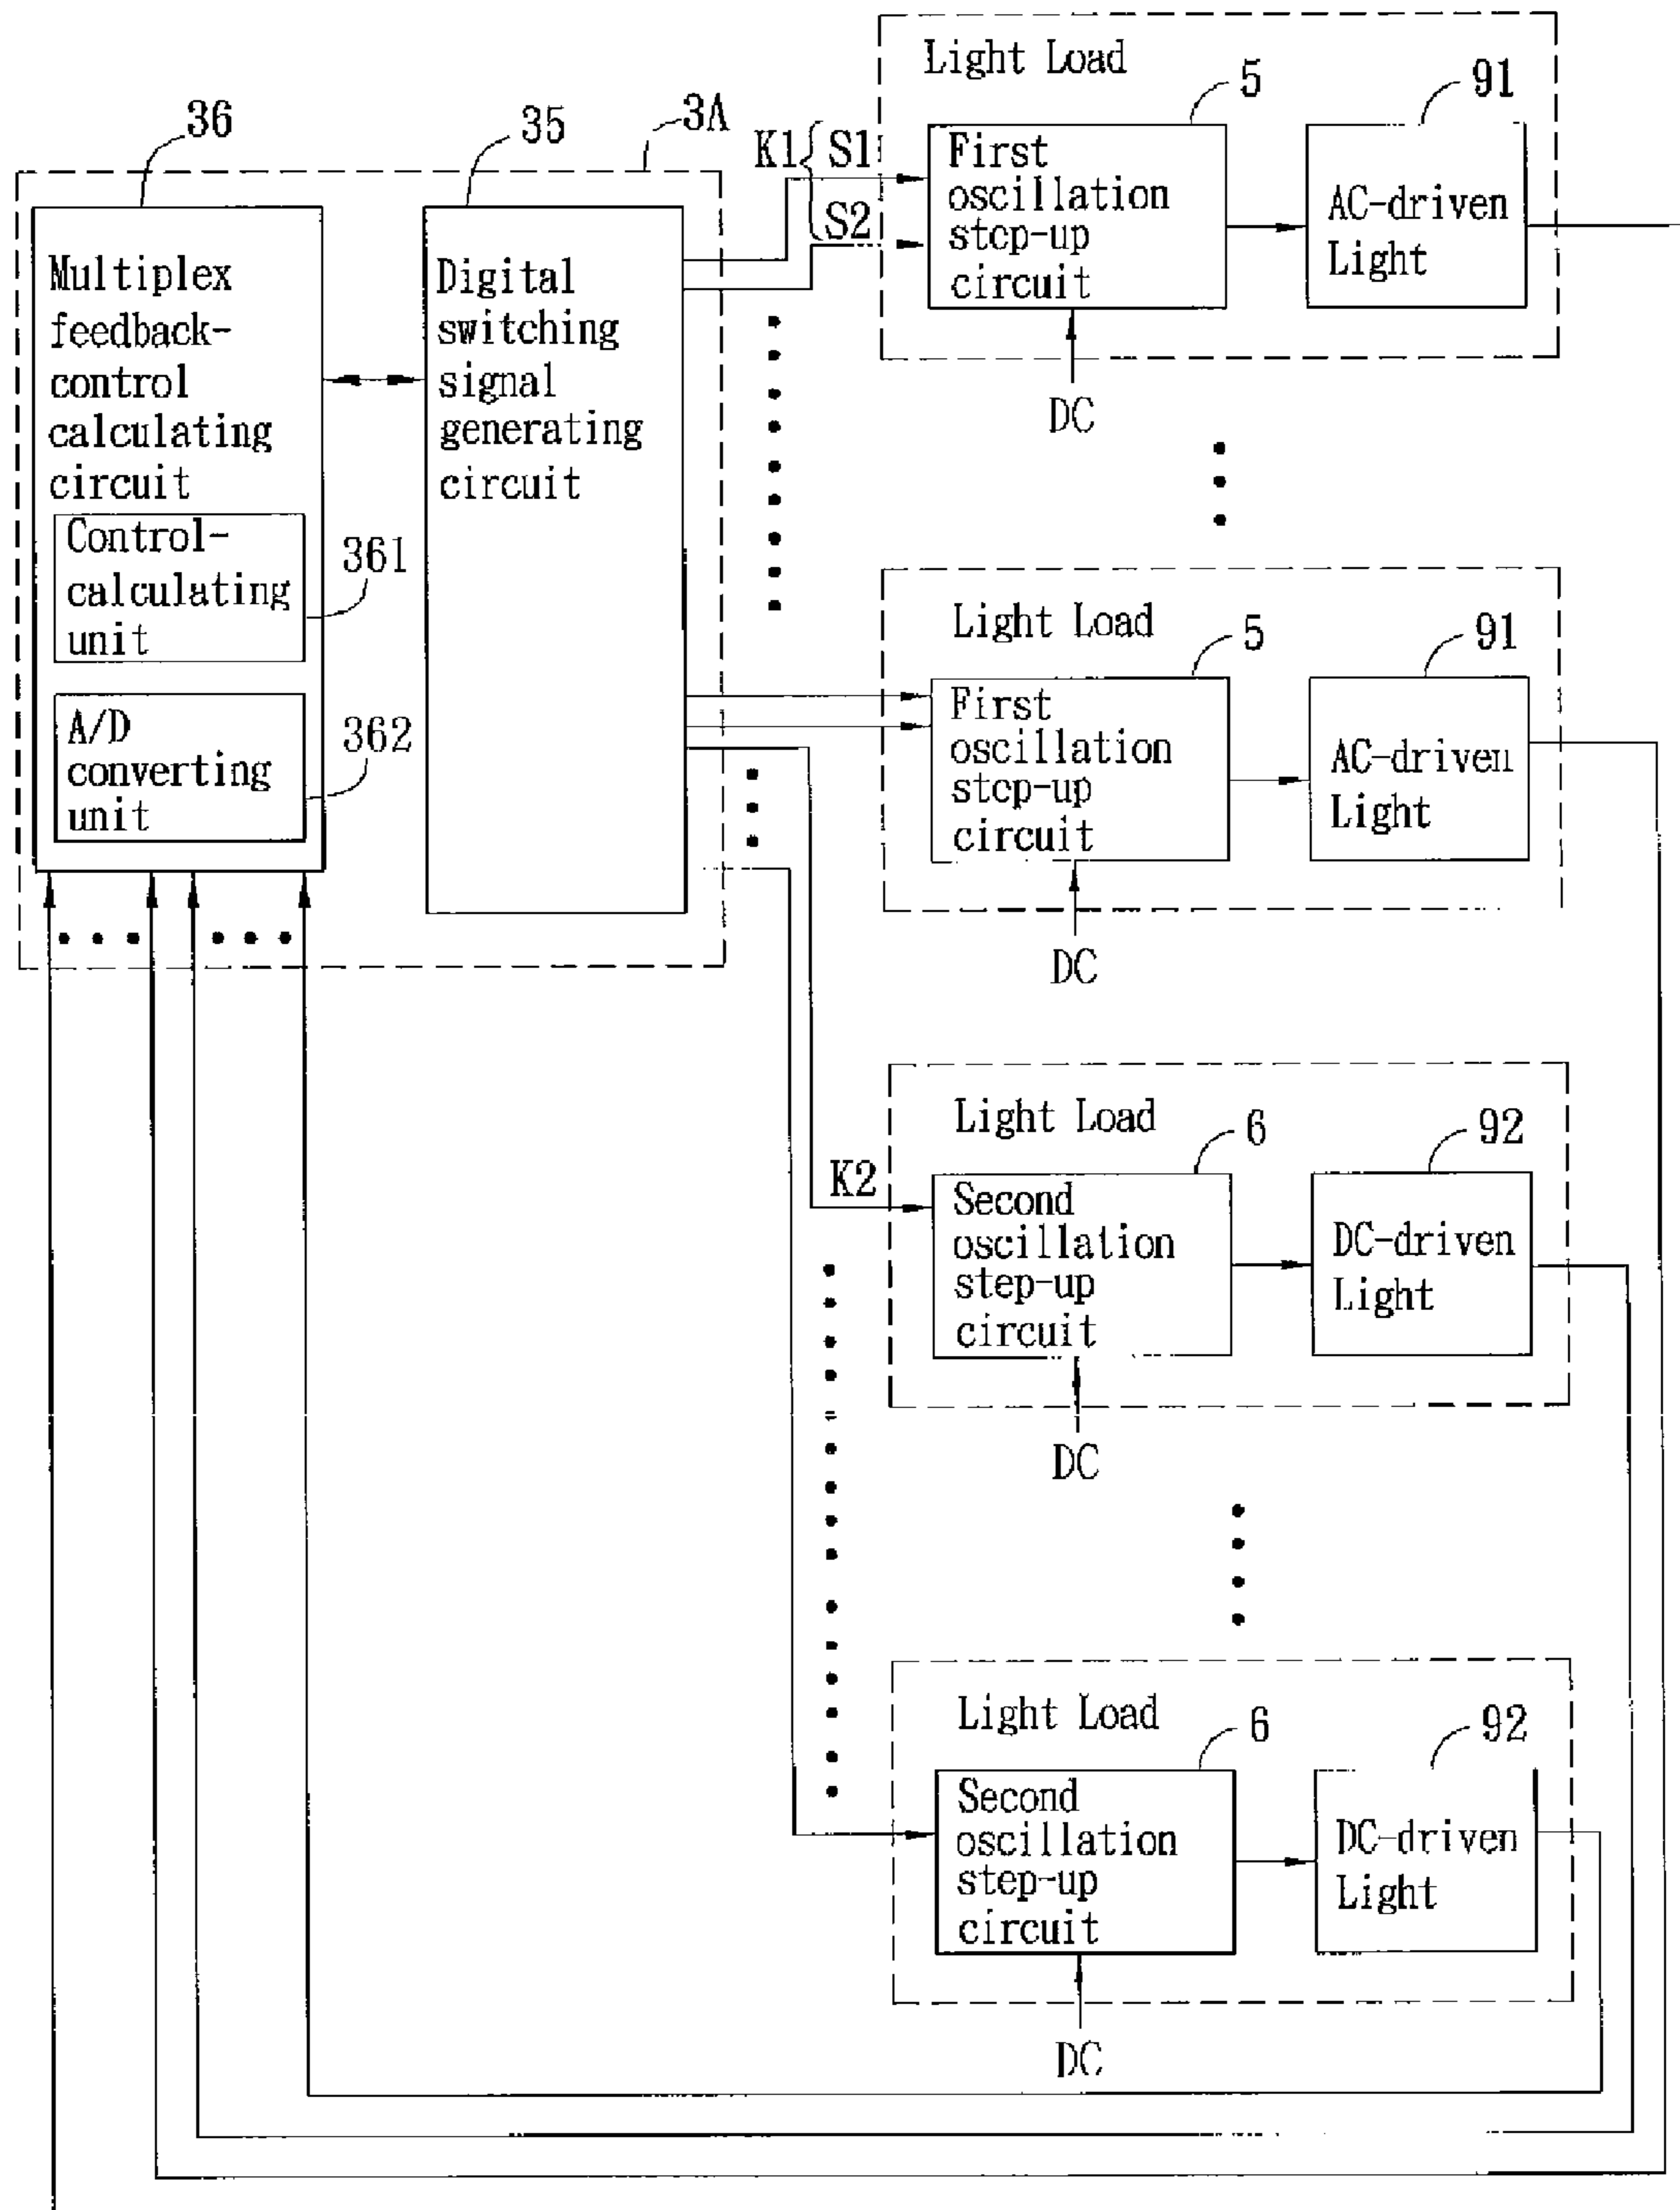 36
35
3A
Multiplex
feedback-
control
calculating
circuit
Control-
calculating
unit
361
A/D
converting
unit
362
Digital
switching
signal
generating
circuit
K1
S1
S2
Light Load
5
91
First
oscillation
step-up
circuit
AC-driven
Light
DC
Light Load
5
91
First
oscillation
step-up
circuit
AC-driven
Light
DC
K2
Light Load
6
92
Second
oscillation
step-up
circuit
DC-driven
Light
DC
Light Load
6
92
Second
oscillation
step-up
circuit
DC-driven
Light
DC